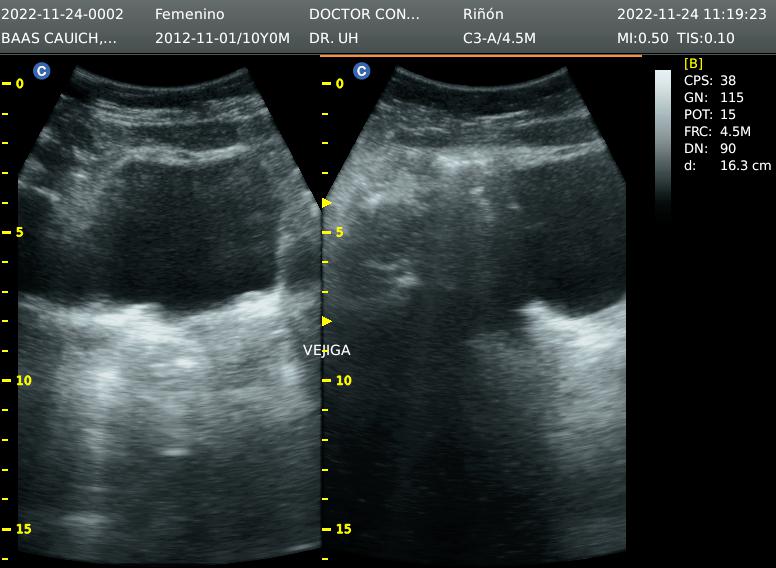 2022-11-24-0002 Femenino DOCTOR CON... Riñón 2022-11-24 11:19:23
BAAS CAUICH,... 2012-11-01/10Y0M DR. UH C3-A/4.5M MI:0.50 TIS:0.10
[B]
CPS: 38
GN: 115
POT: 15
FRC: 4.5M
DN: 90
d: 16.3 cm
C
C
0
0
5
5
VEJIGA
10
10
15
15